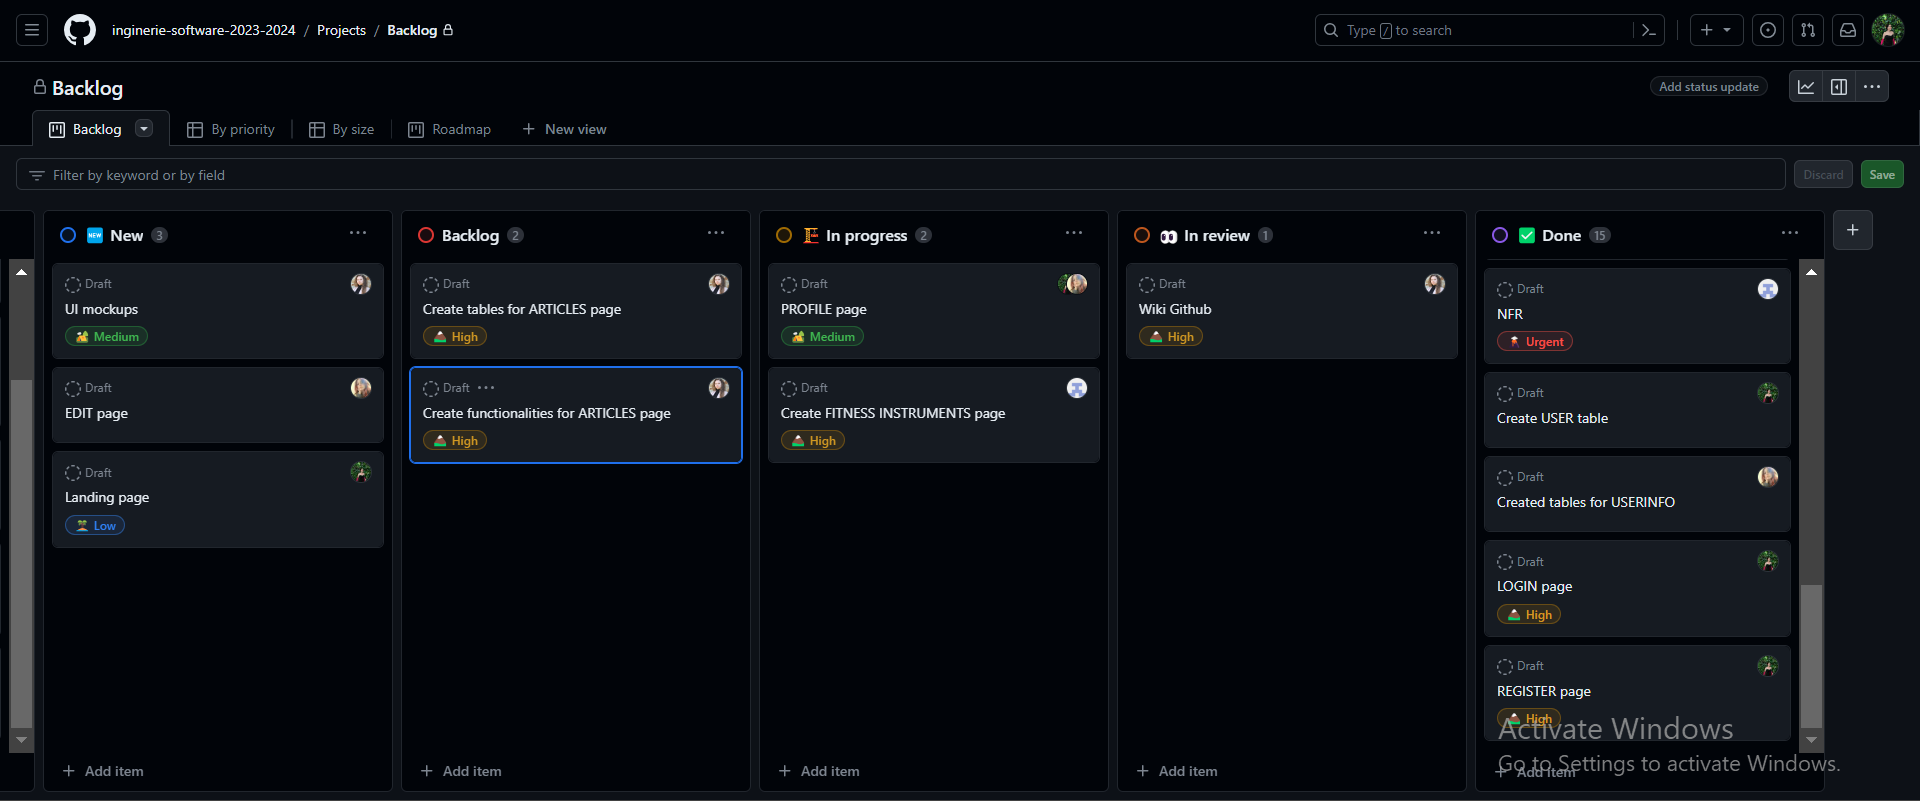 inginerie-software-2023-2024 / Projects / Backlog
Type / to search
Backlog
Add status update
Backlog
By priority
By size
Roadmap
New view
Filter by keyword or by field
Discard
Save
NEW New 3
Draft
UI mockups
Medium
Draft
EDIT page
Draft
Landing page
Low
Add item
Backlog 2
Draft
Create tables for ARTICLES page
High
Draft
Create functionalities for ARTICLES page
High
Add item
In progress 2
Draft
PROFILE page
Medium
Draft
Create FITNESS INSTRUMENTS page
High
Add item
In review 1
Draft
Wiki Github
High
Add item
Done 15
Draft
NFR
Urgent
Draft
Create USER table
Draft
Created tables for USERINFO
Draft
LOGIN page
High
Draft
REGISTER page
High
Add item
Activate Windows
Go to Settings to activate Windows.